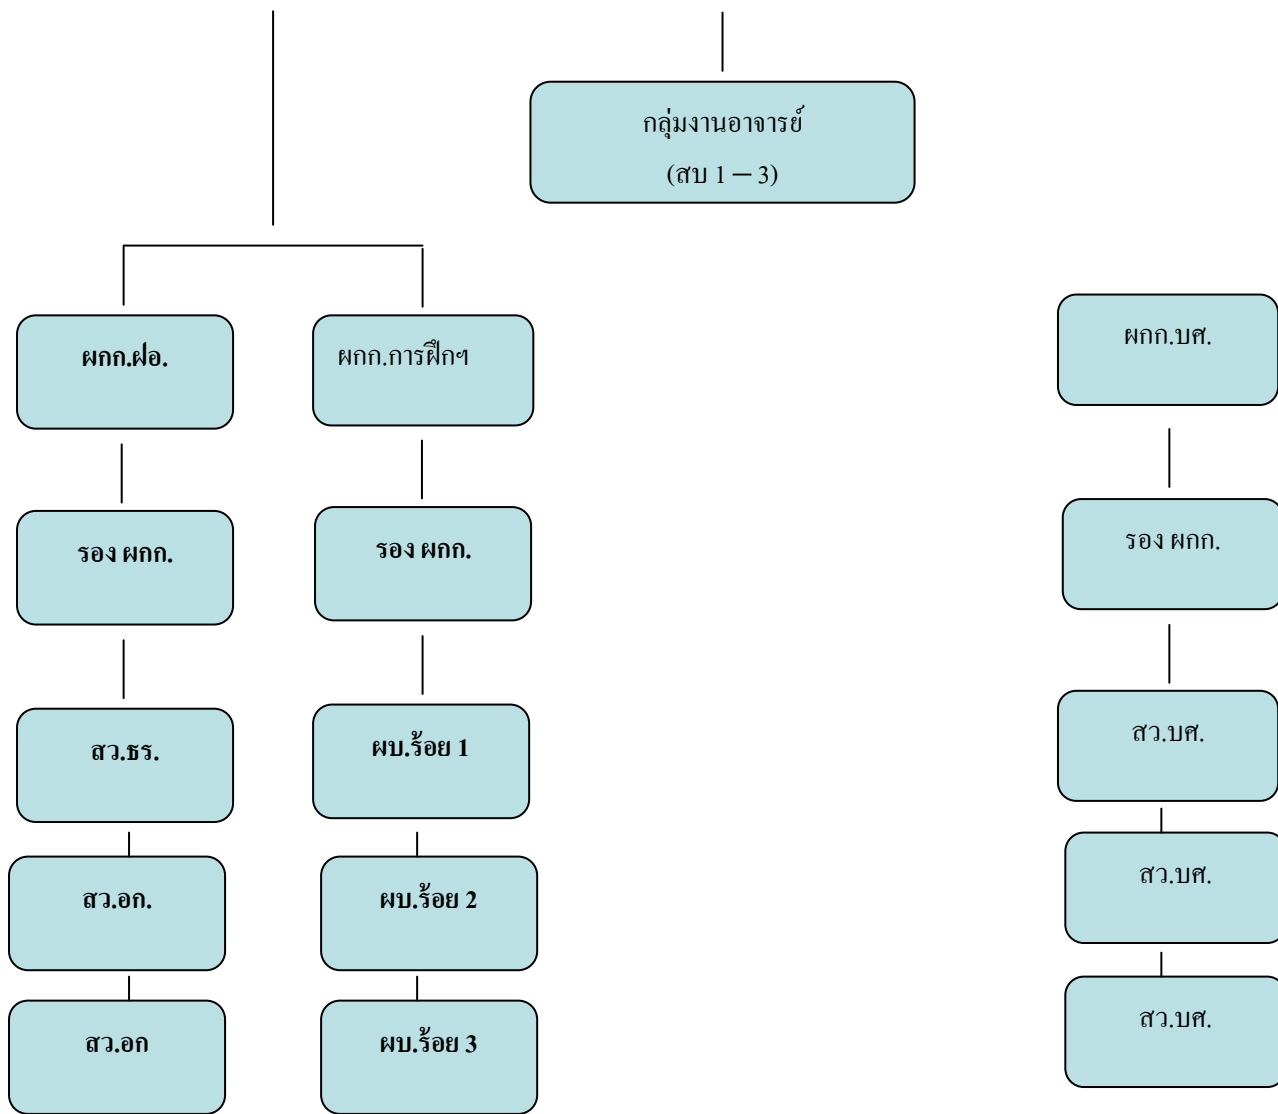 กลุ่มงานอาจารย์
(สบ 1 – 3)
ผกก.ฝอ.
ผกก.การฝึกฯ
ผกก.บศ.
รอง ผกก.
รอง ผกก.
รอง ผกก.
สว.ธร.
ผบ.ร้อย 1
สว.บศ.
สว.อก.
ผบ.ร้อย 2
สว.บศ.
สว.อก
ผบ.ร้อย 3
สว.บศ.